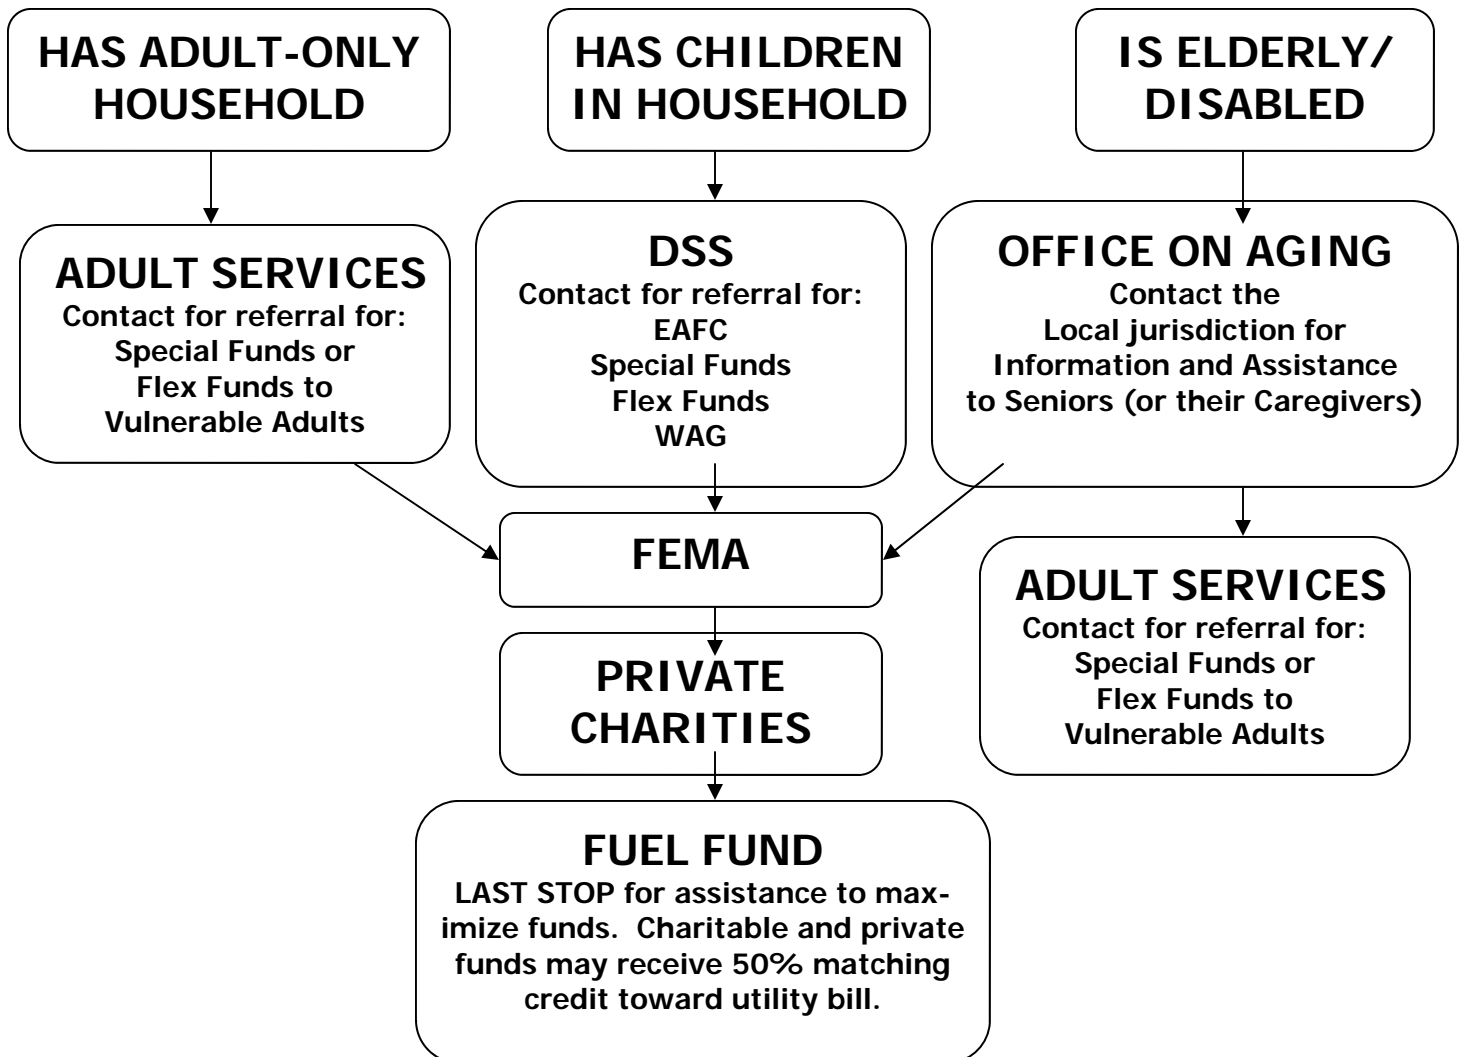 HAS ADULT-ONLY
HOUSEHOLD
HAS CHILDREN
IN HOUSEHOLD
IS ELDERLY/
DISABLED
ADULT SERVICES
Contact for referral for:
Special Funds or
Flex Funds to
Vulnerable Adults
DSS
Contact for referral for:
EAFC
Special Funds
Flex Funds
WAG
OFFICE ON AGING
Contact the
Local jurisdiction for
Information and Assistance
to Seniors (or their Caregivers)
FEMA
ADULT SERVICES
Contact for referral for:
Special Funds or
Flex Funds to
Vulnerable Adults
PRIVATE
CHARITIES
FUEL FUND
LAST STOP for assistance to max-
imize funds.  Charitable and private
funds may receive 50% matching
credit toward utility bill.